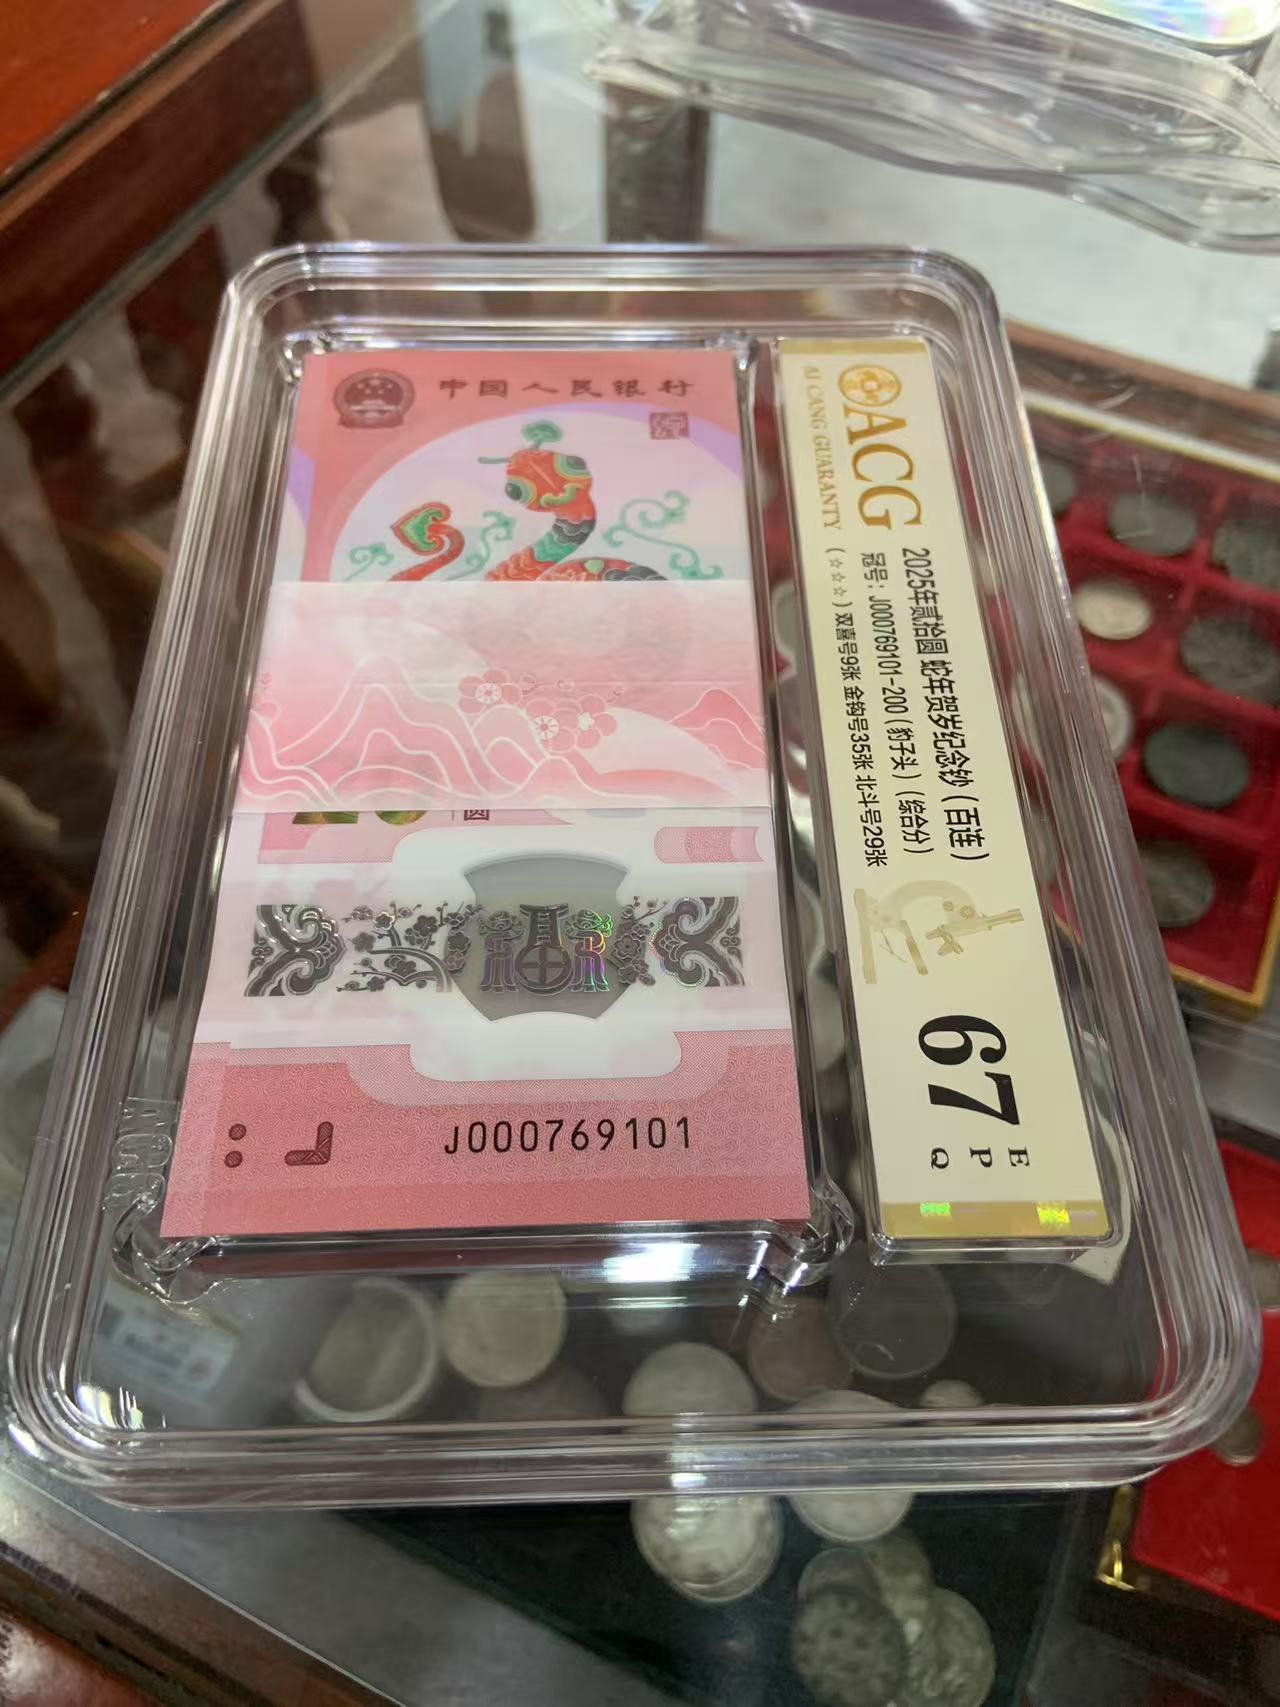 中国人民银行
圆
J000769101
ACG
AI CANG GUARANTY
2025年贰拾圆 蛇年贺岁纪念钞（百连）
冠号：J000769101-200（豹子头）（综合分）
（☆☆☆）双喜号9张 金钩号35张 北斗号29张
67
E
P
Q